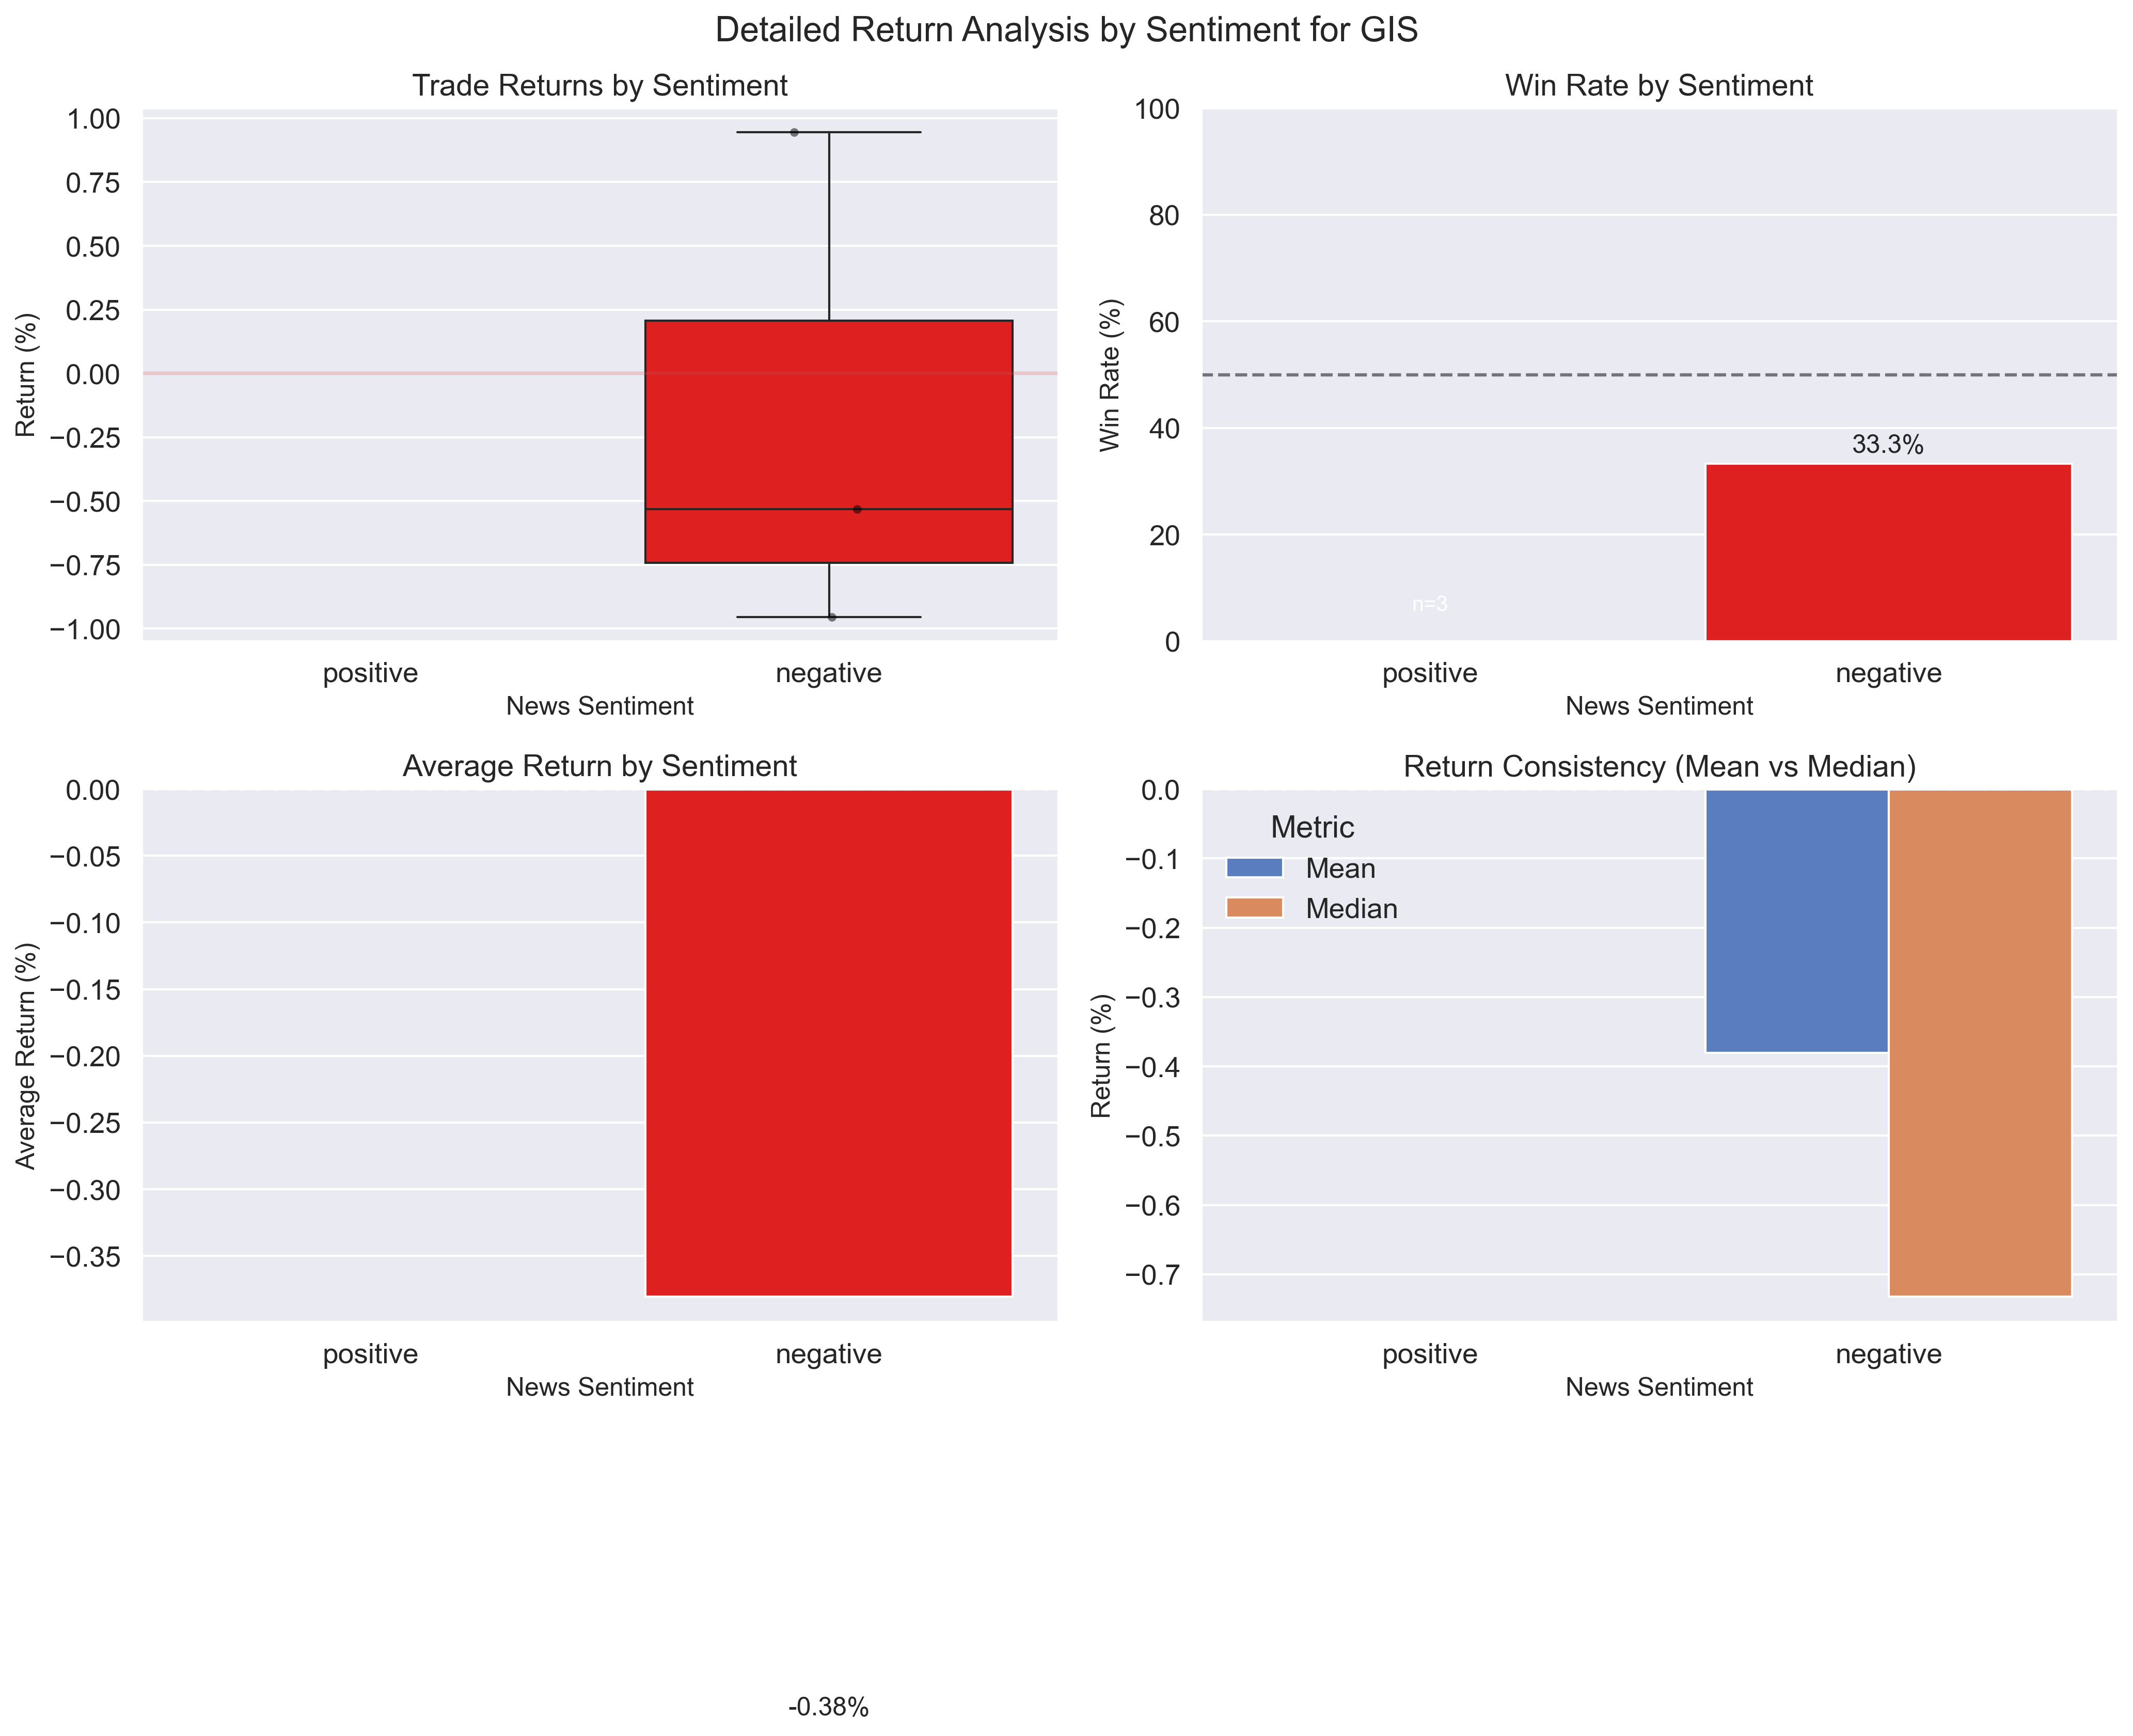 Detailed Return Analysis by Sentiment for GIS
Trade Returns by Sentiment
1.00
0.75
0.50
0.25
0.00
−0.25
−0.50
−0.75
−1.00
Return (%)
positive
negative
News Sentiment
Win Rate by Sentiment
100
80
60
40
20
0
Win Rate (%)
33.3%
n=3
positive
negative
News Sentiment
Average Return by Sentiment
0.00
−0.05
−0.10
−0.15
−0.20
−0.25
−0.30
−0.35
Average Return (%)
positive
negative
News Sentiment
-0.38%
Return Consistency (Mean vs Median)
0.0
−0.1
−0.2
−0.3
−0.4
−0.5
−0.6
−0.7
Return (%)
Metric
Mean
Median
positive
negative
News Sentiment